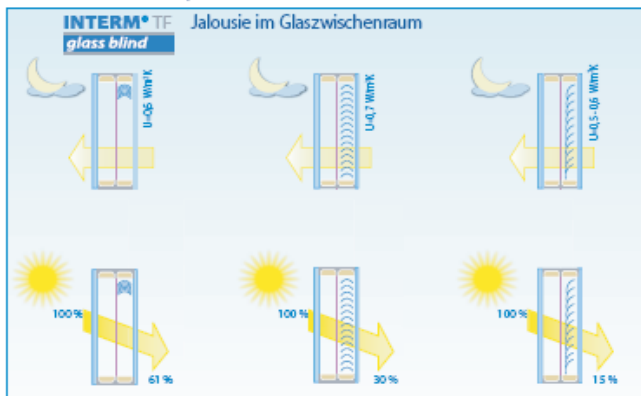 INTERM® TF Jalousie im Glaszwischenraum
glass blind
U=0,6 W/m²K
U=0,7 W/m²K
U=0,5-0,6 W/m²K
100 %
61 %
100 %
30 %
100 %
15 %